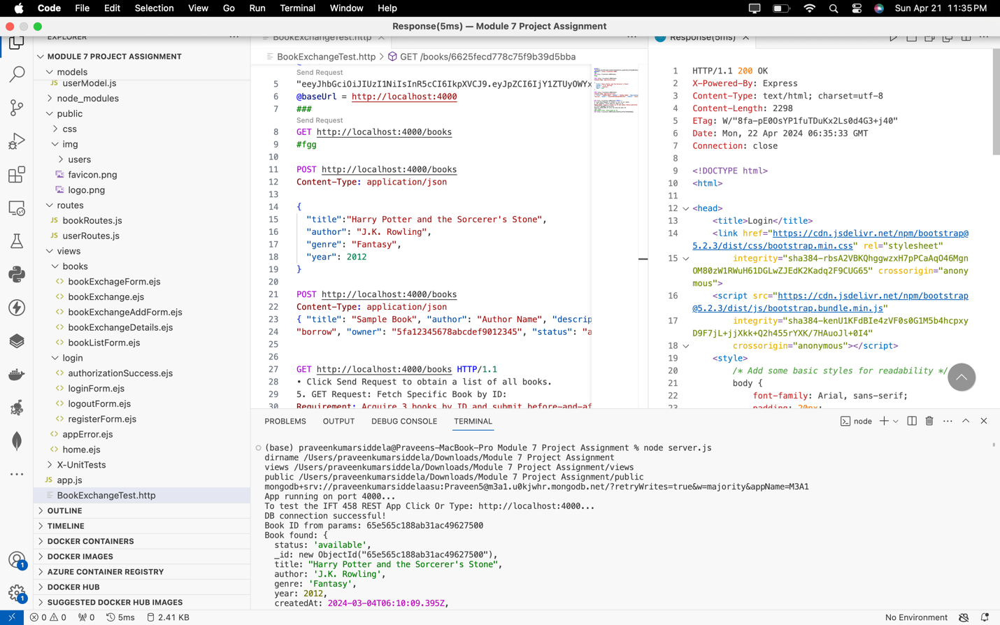 Code File Edit Selection View Go Run Terminal Window Help Sun Apr 21 11:35 PM
Response(5ms) — Module 7 Project Assignment
EXPLORER
MODULE 7 PROJECT ASSIGNMENT
models
JS userModel.js
node_modules
public
css
img
users
favicon.png
logo.png
routes
JS bookRoutes.js
JS userRoutes.js
views
books
<> bookExchageForm.ejs
<> bookExchange.ejs
<> bookExchangeAddForm.ejs
<> bookExchangeDetails.ejs
<> bookListForm.ejs
login
<> authorizationSuccess.ejs
<> loginForm.ejs
<> logoutForm.ejs
<> registerForm.ejs
<> appError.ejs
<> home.ejs
X-UnitTests
JS app.js
BookExchangeTest.http
OUTLINE
TIMELINE
DOCKER CONTAINERS
DOCKER IMAGES
AZURE CONTAINER REGISTRY
DOCKER HUB
SUGGESTED DOCKER HUB IMAGES
1
1
BookExchangeTest.http
BookExchangeTest.http > GET /books/6625fecd778c75f9b39d5bba
Send Request
5 "eeyJhbGciOiJIUzI1NiIsInR5cCI6IkpXVCJ9.eyJpZCI6IjY1ZTUyOWYx
6 @baseUrl = http://localhost:4000
7 ###
Send Request
8 GET http://localhost:4000/books
9 #fgg
10
11 POST http://localhost:4000/books
12 Content-Type: application/json
13
14 {
15 "title":"Harry Potter and the Sorcerer's Stone",
16 "author": "J.K. Rowling",
17 "genre": "Fantasy",
18 "year": 2012
19 }
20
21 POST http://localhost:4000/books
22 Content-Type: application/json
23 { "title": "Sample Book", "author": "Author Name", "descrip
24 "borrow", "owner": "5fa12345678abcdef9012345", "status": "a
25
26
27 GET http://localhost:4000/books HTTP/1.1
28 • Click Send Request to obtain a list of all books.
29 5. GET Request: Fetch Specific Book by ID:
30 Requirement: Acquire 3 books by ID and submit before-and-af
Response(5ms)
1 HTTP/1.1 200 OK
2 X-Powered-By: Express
3 Content-Type: text/html; charset=utf-8
4 Content-Length: 2298
5 ETag: W/"8fa-pE0OsYP1fuTDuKx2Ls0d4G3+j40"
6 Date: Mon, 22 Apr 2024 06:35:33 GMT
7 Connection: close
8
9 <!DOCTYPE html>
10 <html>
11
12 <head>
13 <title>Login</title>
14 <link href="https://cdn.jsdelivr.net/npm/bootstrap@
5.2.3/dist/css/bootstrap.min.css" rel="stylesheet"
15 integrity="sha384-rbsA2VBKQhggwzxH7pPCaAqO46Mgn
OM80zW1RWuH61DGLwZJEdK2Kadq2F9CUG65" crossorigin="anony
mous">
16 <script src="https://cdn.jsdelivr.net/npm/bootstrap
@5.2.3/dist/js/bootstrap.bundle.min.js"
17 integrity="sha384-kenU1KFdBIe4zVF0s0G1M5b4hcpxy
D9F7jL+jjXkk+Q2h455rYXK/7HAuoJl+0I4"
18 crossorigin="anonymous"></script>
19 <style>
20 /* Add some basic styles for readability */
21 body {
22 font-family: Arial, sans-serif;
23 padding: 20px;
PROBLEMS OUTPUT DEBUG CONSOLE TERMINAL node
(base) praveenkumarsiddela@Praveens-MacBook-Pro Module 7 Project Assignment % node server.js
dirname /Users/praveenkumarsiddela/Downloads/Module 7 Project Assignment
views /Users/praveenkumarsiddela/Downloads/Module 7 Project Assignment/views
public /Users/praveenkumarsiddela/Downloads/Module 7 Project Assignment/public
mongodb+srv://praveenkumarsiddelaasu:Praveen5@m3a1.u0kjwhr.mongodb.net/?retryWrites=true&w=majority&appName=M3A1
App running on port 4000...
To test the IFT 458 REST App Click Or Type: http://localhost:4000...
DB connection successful!
Book ID from params: 65e565c188ab31ac49627500
Book found: {
status: 'available',
_id: new ObjectId("65e565c188ab31ac49627500"),
title: "Harry Potter and the Sorcerer's Stone",
author: 'J.K. Rowling',
genre: 'Fantasy',
year: 2012,
createdAt: 2024-03-04T06:10:09.395Z,
0 0 0 5ms 2.41 KB No Environment